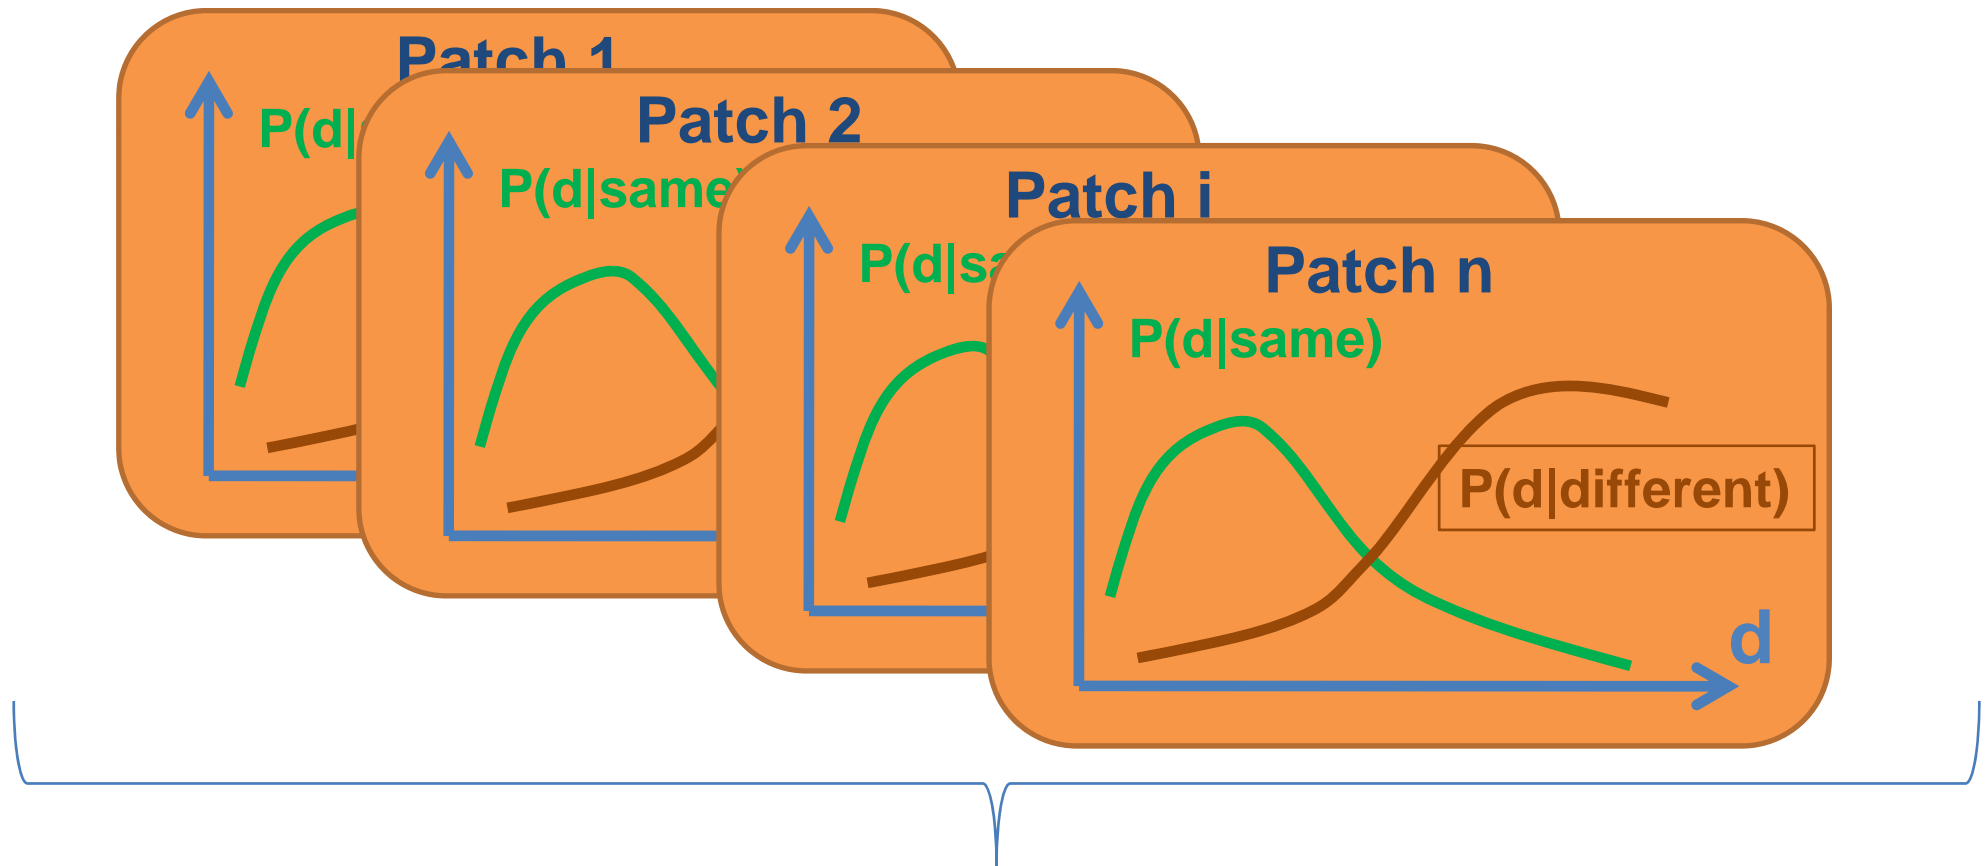 Patch 1
P(d|
Patch 2
P(d|same)
Patch i
P(d|sa
Patch n
P(d|same)
P(d|different)
d